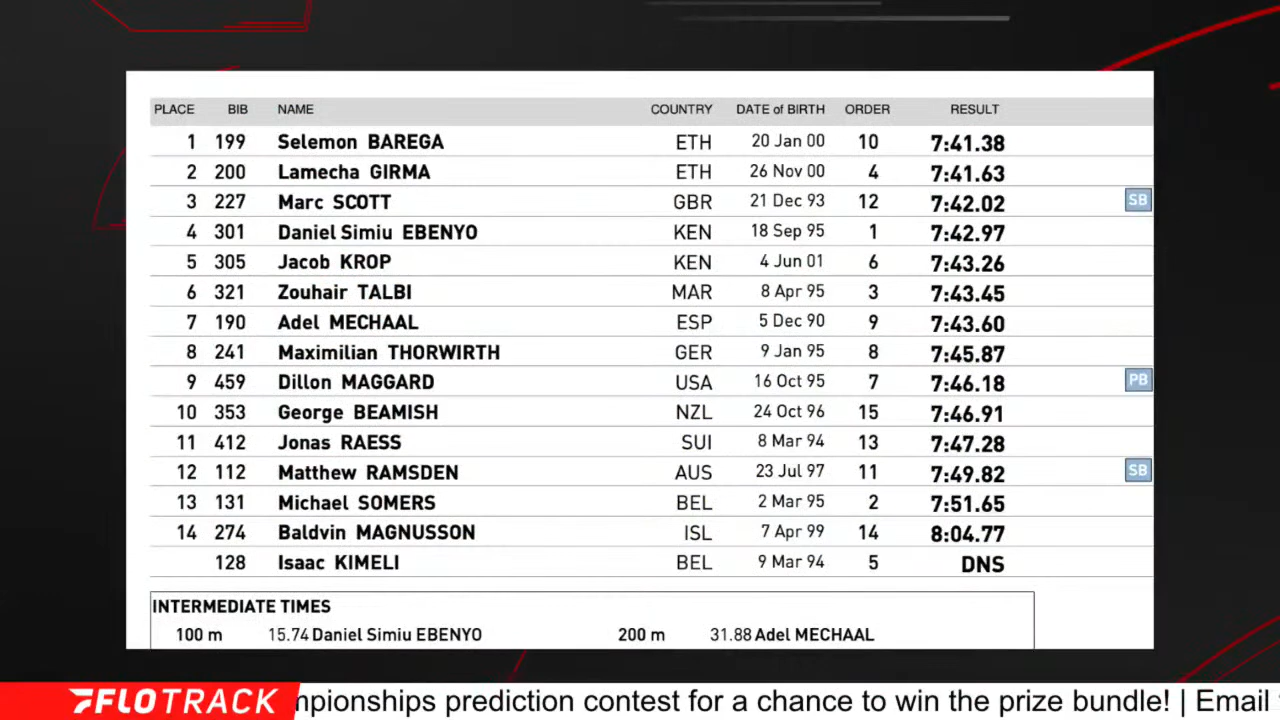 PLACE BIB NAME COUNTRY DATE of BIRTH ORDER RESULT
1 199 Selemon BAREGA ETH 20 Jan 00 10 7:41.38
2 200 Lamecha GIRMA ETH 26 Nov 00 4 7:41.63
3 227 Marc SCOTT GBR 21 Dec 93 12 7:42.02 SB
4 301 Daniel Simiu EBENYO KEN 18 Sep 95 1 7:42.97
5 305 Jacob KROP KEN 4 Jun 01 6 7:43.26
6 321 Zouhair TALBI MAR 8 Apr 95 3 7:43.45
7 190 Adel MECHAAL ESP 5 Dec 90 9 7:43.60
8 241 Maximilian THORWIRTH GER 9 Jan 95 8 7:45.87
9 459 Dillon MAGGARD USA 16 Oct 95 7 7:46.18 PB
10 353 George BEAMISH NZL 24 Oct 96 15 7:46.91
11 412 Jonas RAESS SUI 8 Mar 94 13 7:47.28
12 112 Matthew RAMSDEN AUS 23 Jul 97 11 7:49.82 SB
13 131 Michael SOMERS BEL 2 Mar 95 2 7:51.65
14 274 Baldvin MAGNUSSON ISL 7 Apr 99 14 8:04.77
128 Isaac KIMELI BEL 9 Mar 94 5 DNS
INTERMEDIATE TIMES
100 m 15.74 Daniel Simiu EBENYO 200 m 31.88 Adel MECHAAL
FLOTRACK mpionships prediction contest for a chance to win the prize bundle! | Email